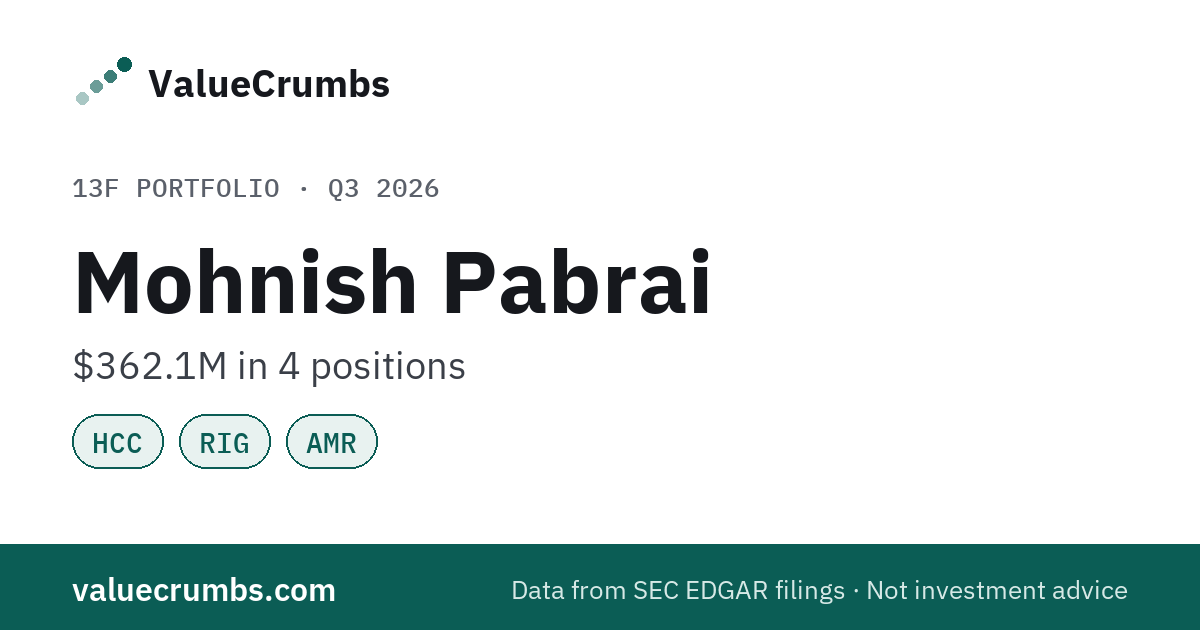 ValueCrumbs
13F PORTFOLIO · Q3 2026
Mohnish Pabrai
$362.1M in 4 positions
HCC RIG AMR
valuecrumbs.com Data from SEC EDGAR filings · Not investment advice